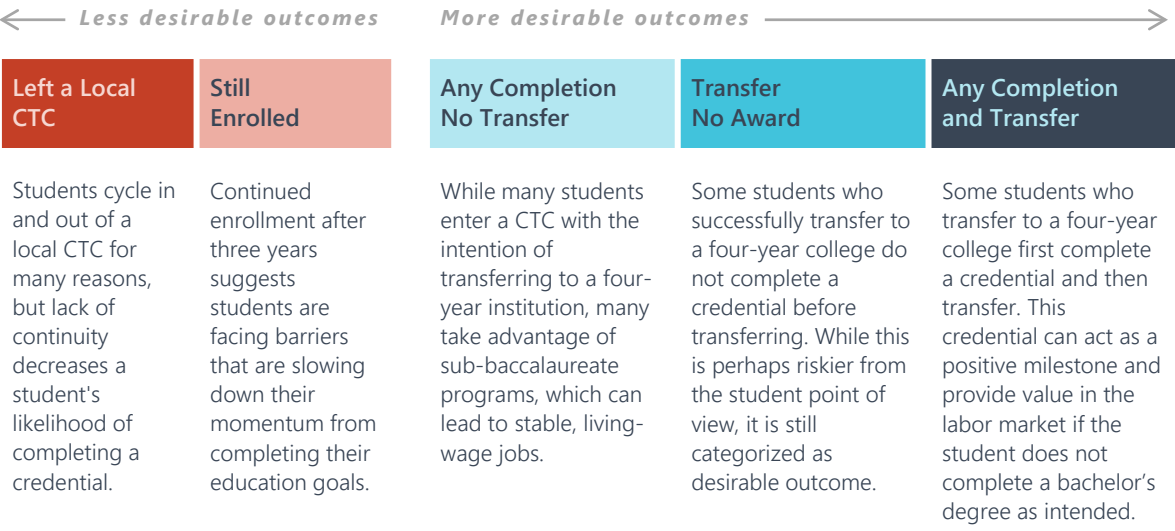 Less desirable outcomes
More desirable outcomes
Left a Local
CTC
Still
Enrolled
Any Completion
No Transfer
Transfer
No Award
Any Completion
and Transfer
Students cycle in
and out of a
local CTC for
many reasons,
but lack of
continuity
decreases a
student's
likelihood of
completing a
credential.
Continued
enrollment after
three years
suggests
students are
facing barriers
that are slowing
down their
momentum from
completing their
education goals.
While many students
enter a CTC with the
intention of
transferring to a four-
year institution, many
take advantage of
sub-baccalaureate
programs, which can
lead to stable, living-
wage jobs.
Some students who
successfully transfer to
a four-year college do
not complete a
credential before
transferring. While this
is perhaps riskier from
the student point of
view, it is still
categorized as
desirable outcome.
Some students who
transfer to a four-year
college first complete
a credential and then
transfer. This
credential can act as a
positive milestone and
provide value in the
labor market if the
student does not
complete a bachelor’s
degree as intended.